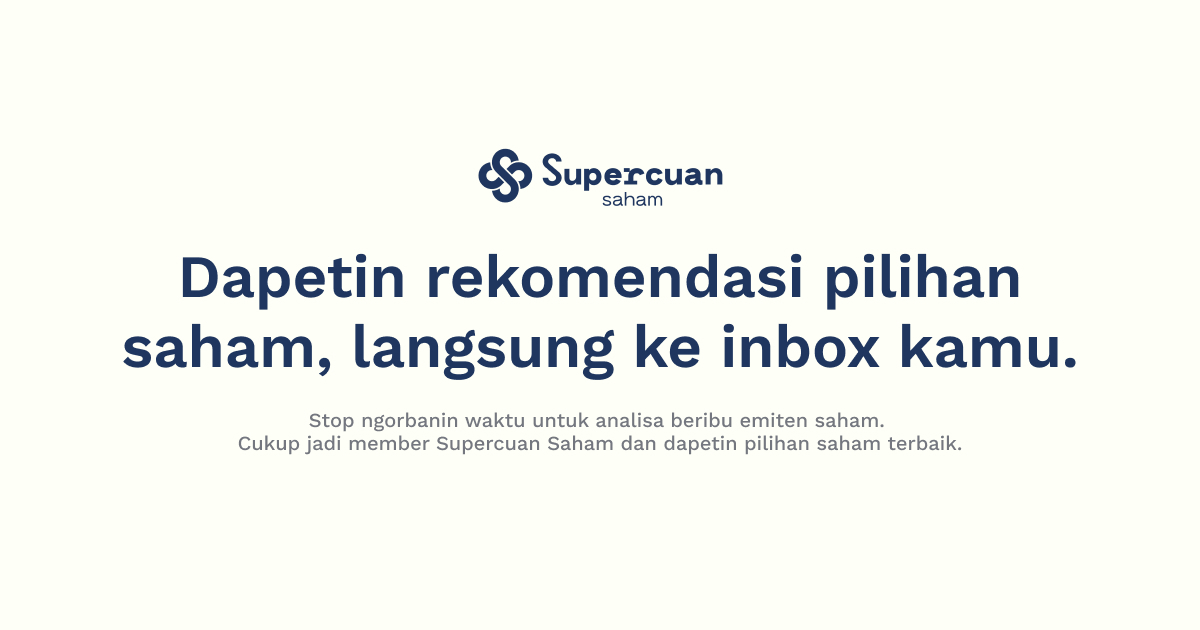 Supercuan
saham
Dapetin rekomendasi pilihan
saham, langsung ke inbox kamu.
Stop ngorbanin waktu untuk analisa beribu emiten saham.
Cukup jadi member Supercuan Saham dan dapetin pilihan saham terbaik.